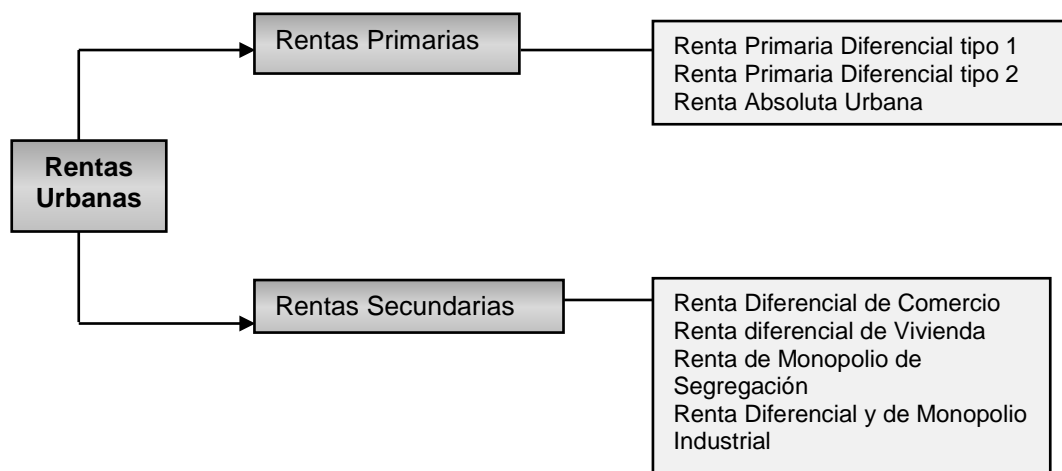 Rentas Primarias
Renta Primaria Diferencial tipo 1
Renta Primaria Diferencial tipo 2
Renta Absoluta Urbana
Rentas
Urbanas
Rentas Secundarias
Renta Diferencial de Comercio
Renta diferencial de Vivienda
Renta de Monopolio de
Segregación
Renta Diferencial y de Monopolio
Industrial